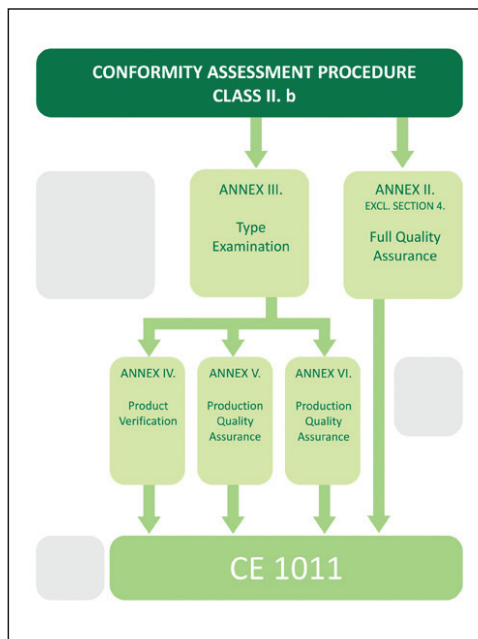 CONFORMITY ASSESSMENT PROCEDURE
CLASS II. b
ANNEX III.
Type
Examination
ANNEX II.
EXCL. SECTION 4.
Full Quality
Assurance
ANNEX IV.
Product
Verification
ANNEX V.
Production
Quality
Assurance
ANNEX VI.
Production
Quality
Assurance
CE 1011